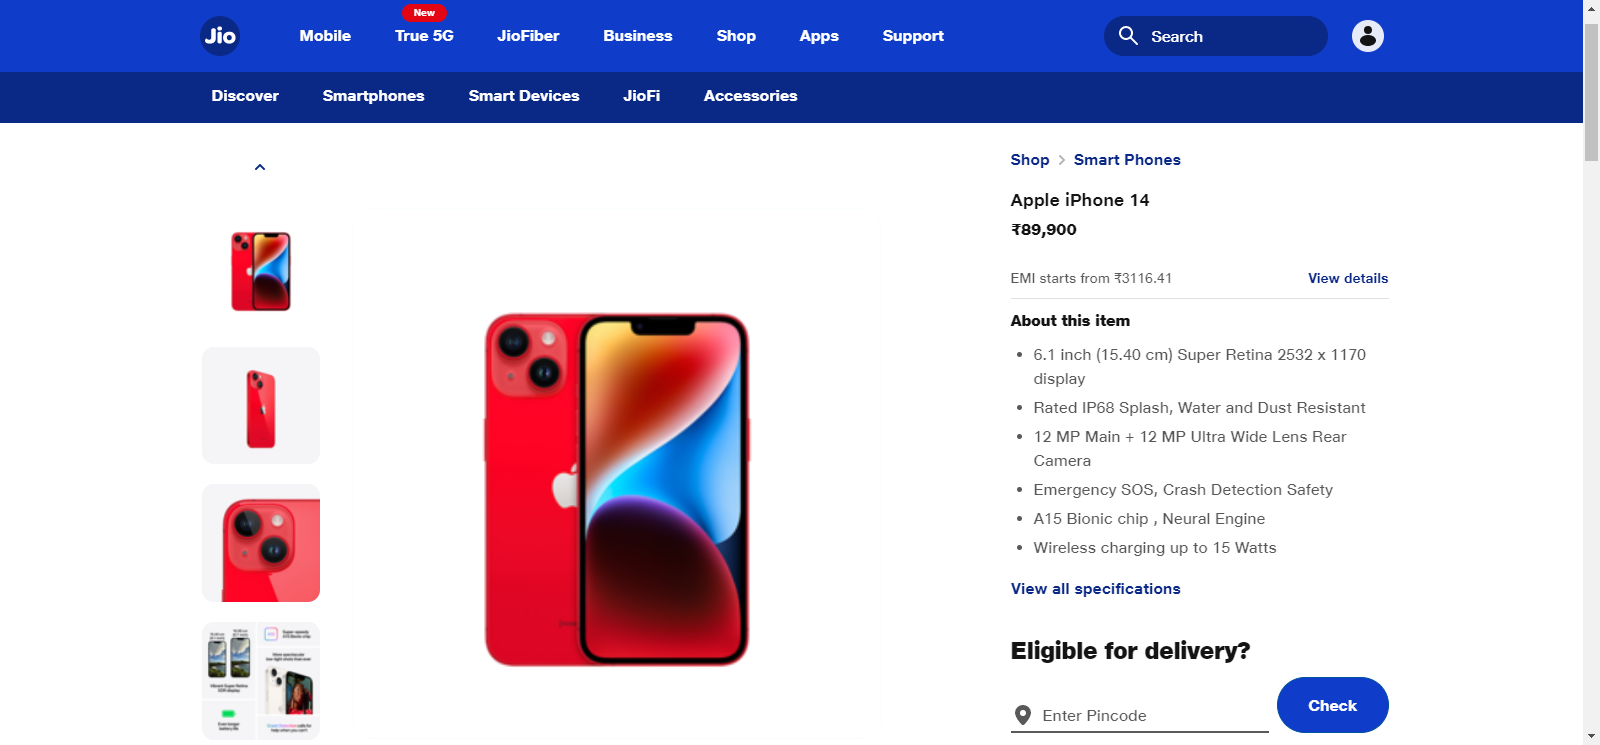 Jio
Mobile
New
True 5G
JioFiber
Business
Shop
Apps
Support
Search
Discover
Smartphones
Smart Devices
JioFi
Accessories
Shop > Smart Phones
Apple iPhone 14
₹89,900
EMI starts from ₹3116.41
View details
About this item
• 6.1 inch (15.40 cm) Super Retina 2532 x 1170
display
• Rated IP68 Splash, Water and Dust Resistant
• 12 MP Main + 12 MP Ultra Wide Lens Rear
Camera
• Emergency SOS, Crash Detection Safety
• A15 Bionic chip , Neural Engine
• Wireless charging up to 15 Watts
View all specifications
Eligible for delivery?
Enter Pincode
Check